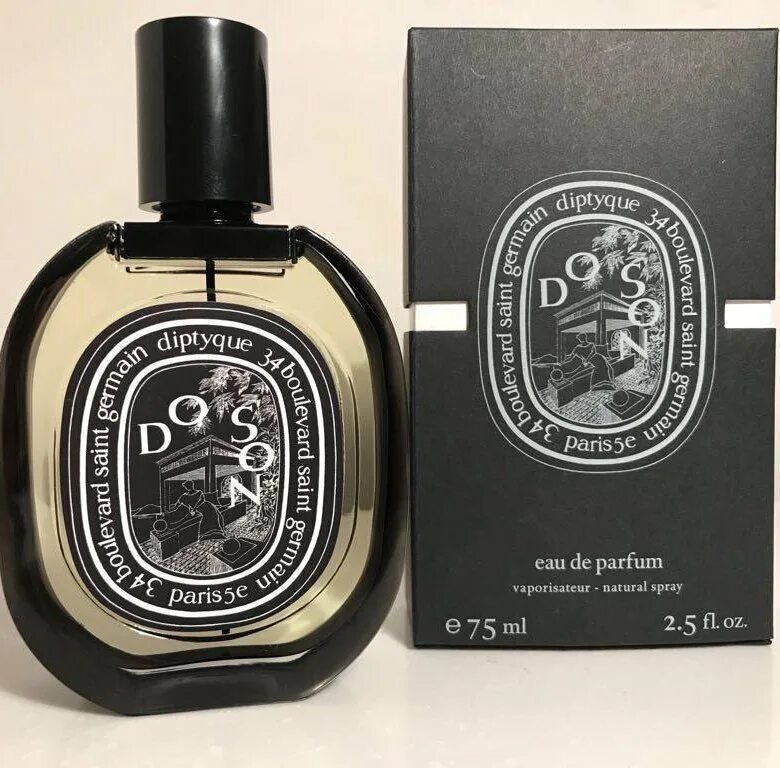 34 boulevard saint germain diptyque 34 boulevard saint germain
DO SON
paris 5e
34 boulevard saint germain diptyque 34 boulevard saint germain
DO SON
paris 5e
eau de parfum
vaporisateur - natural spray
e 75 ml 2.5 fl. oz.